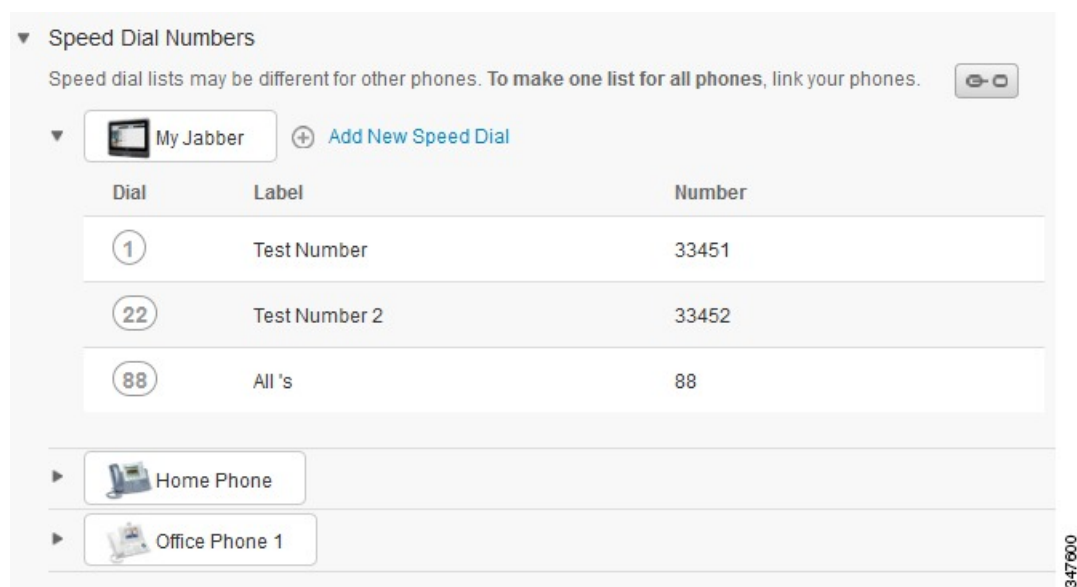 Speed Dial Numbers
Speed dial lists may be different for other phones. To make one list for all phones, link your phones.
My Jabber Add New Speed Dial
Dial Label Number
1 Test Number 33451
22 Test Number 2 33452
88 All 's 88
Home Phone
Office Phone 1
347600